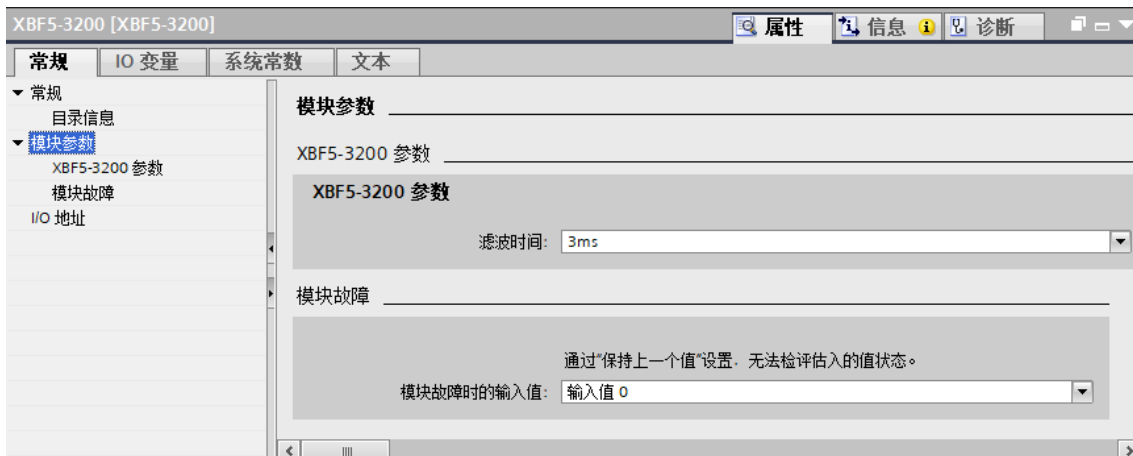 XBF5-3200 [XBF5-3200]
属性
信息
诊断
常规
IO 变量
系统常数
文本
常规
目录信息
模块参数
XBF5-3200 参数
模块故障
I/O 地址
模块参数
XBF5-3200 参数
XBF5-3200 参数
滤波时间: 3ms
模块故障
通过"保持上一个值"设置，无法检评估入的值状态。
模块故障时的输入值: 输入值 0